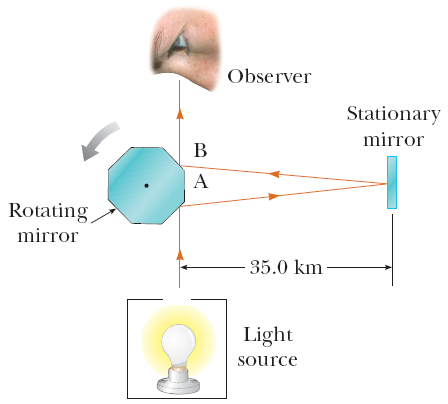 Observer
Stationary
mirror
B
A
Rotating
mirror
35.0 km
Light
source